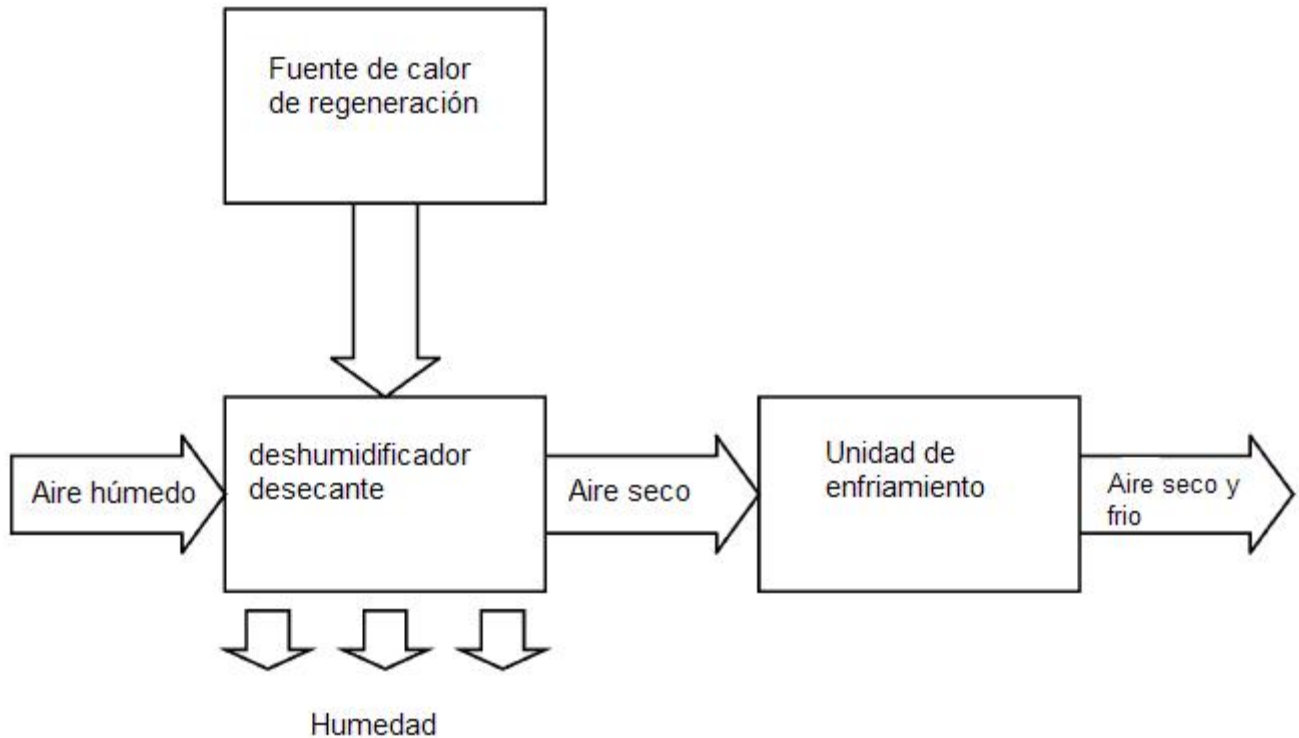 Fuente de calor
de regeneración
Aire húmedo
deshumidificador
desecante
Aire seco
Unidad de
enfriamiento
Aire seco y
frio
Humedad